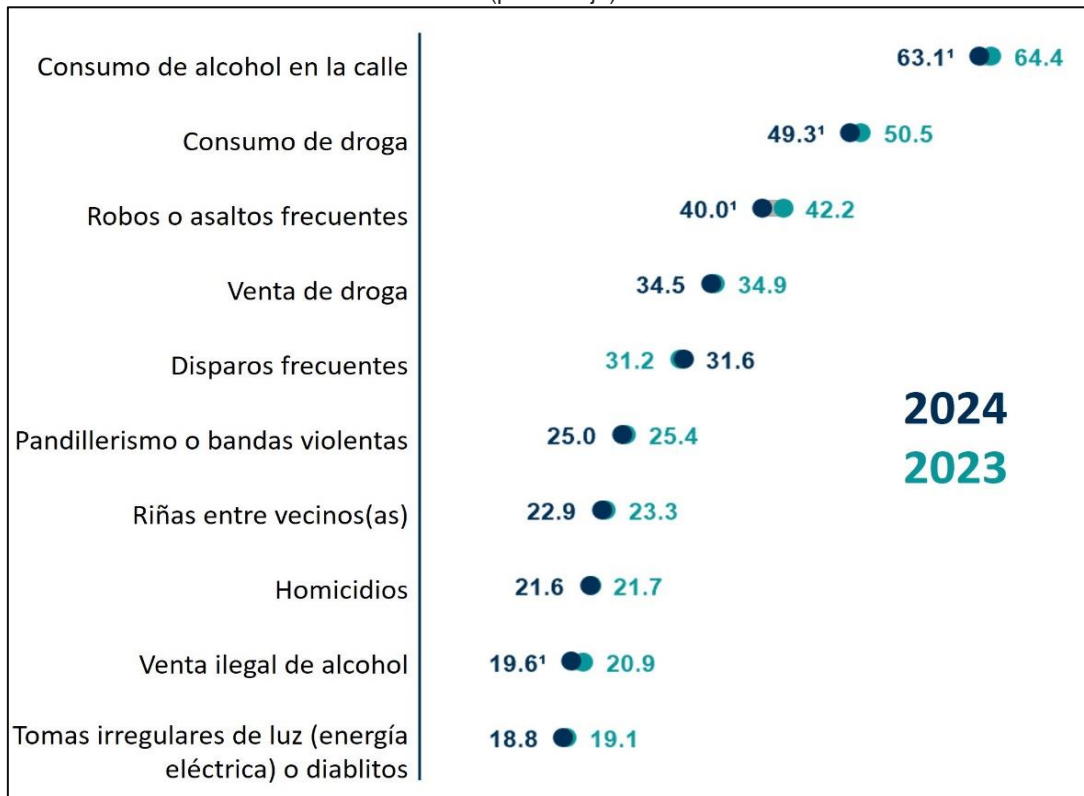 Consumo de alcohol en la calle 63.1¹ 64.4
Consumo de droga 49.3¹ 50.5
Robos o asaltos frecuentes 40.0¹ 42.2
Venta de droga 34.5 34.9
Disparos frecuentes 31.2 31.6
2024
Pandillerismo o bandas violentas 25.0 25.4
2023
Riñas entre vecinos(as) 22.9 23.3
Homicidios 21.6 21.7
Venta ilegal de alcohol 19.6¹ 20.9
Tomas irregulares de luz (energía
eléctrica) o diablitos 18.8 19.1